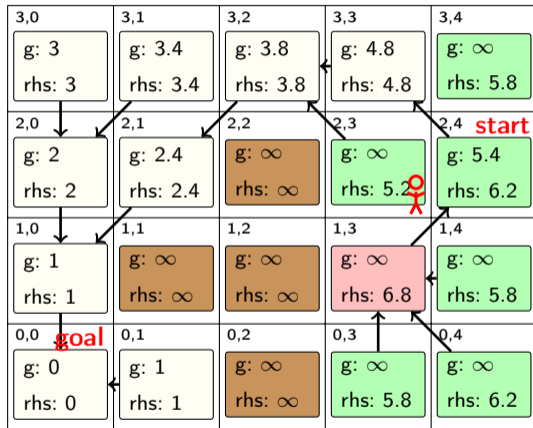 3,0 3,1 3,2 3,3 3,4
g: 3 g: 3.4 g: 3.8 g: 4.8 g: ∞
rhs: 3 rhs: 3.4 rhs: 3.8 rhs: 4.8 rhs: 5.8
2,0 2,1 2,2 2,3 2,4 start
g: 2 g: 2.4 g: ∞ g: ∞ g: 5.4
rhs: 2 rhs: 2.4 rhs: ∞ rhs: 5.2 rhs: 6.2
1,0 1,1 1,2 1,3 1,4
g: 1 g: ∞ g: ∞ g: ∞ g: ∞
rhs: 1 rhs: ∞ rhs: ∞ rhs: 6.8 rhs: 5.8
0,0 goal 0,1 0,2 0,3 0,4
g: 0 g: 1 g: ∞ g: ∞ g: ∞
rhs: 0 rhs: 1 rhs: ∞ rhs: 5.8 rhs: 6.2